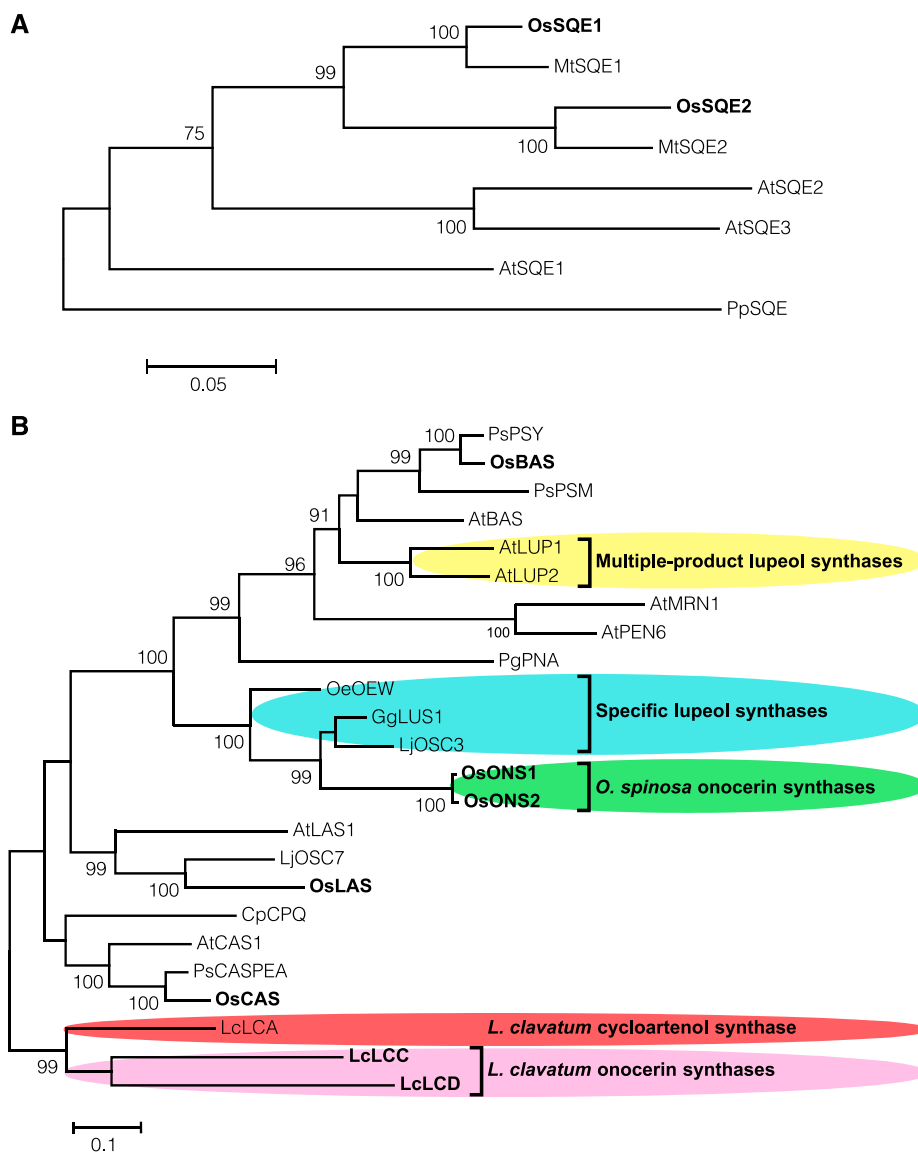 A
100
OsSQE1
MtSQE1
99
OsSQE2
100
MtSQE2
75
AtSQE2
100
AtSQE3
AtSQE1
PpSQE
0.05
B
100
PsPSY
OsBAS
99
PsPSM
91
AtBAS
AtLUP1
100
AtLUP2
Multiple-product lupeol synthases
96
AtMRN1
100
AtPEN6
99
PgPNA
100
OeOEW
GgLUS1
LjOSC3
Specific lupeol synthases
100
99
OsONS1
100
OsONS2
O. spinosa onocerin synthases
AtLAS1
99
LjOSC7
100
OsLAS
CpCPQ
AtCAS1
100
PsCASPEA
100
OsCAS
LcLCA
L. clavatum cycloartenol synthase
99
LcLCC
LcLCD
L. clavatum onocerin synthases
0.1